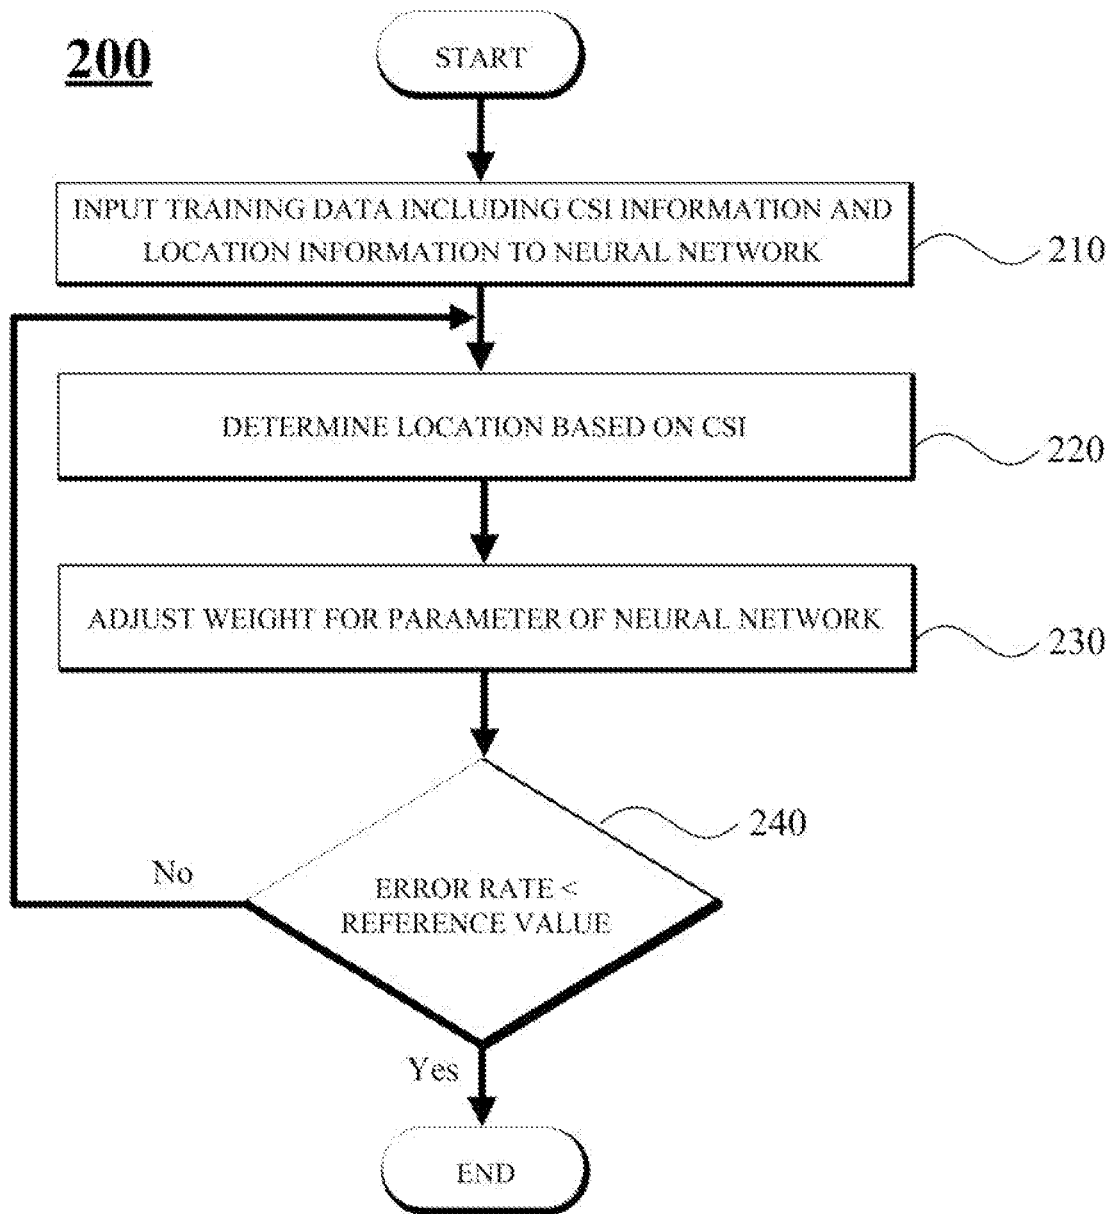 200
START
INPUT TRAINING DATA INCLUDING CSI INFORMATION AND
LOCATION INFORMATION TO NEURAL NETWORK
210
DETERMINE LOCATION BASED ON CSI
220
ADJUST WEIGHT FOR PARAMETER OF NEURAL NETWORK
230
240
No
ERROR RATE <
REFERENCE VALUE
Yes
END